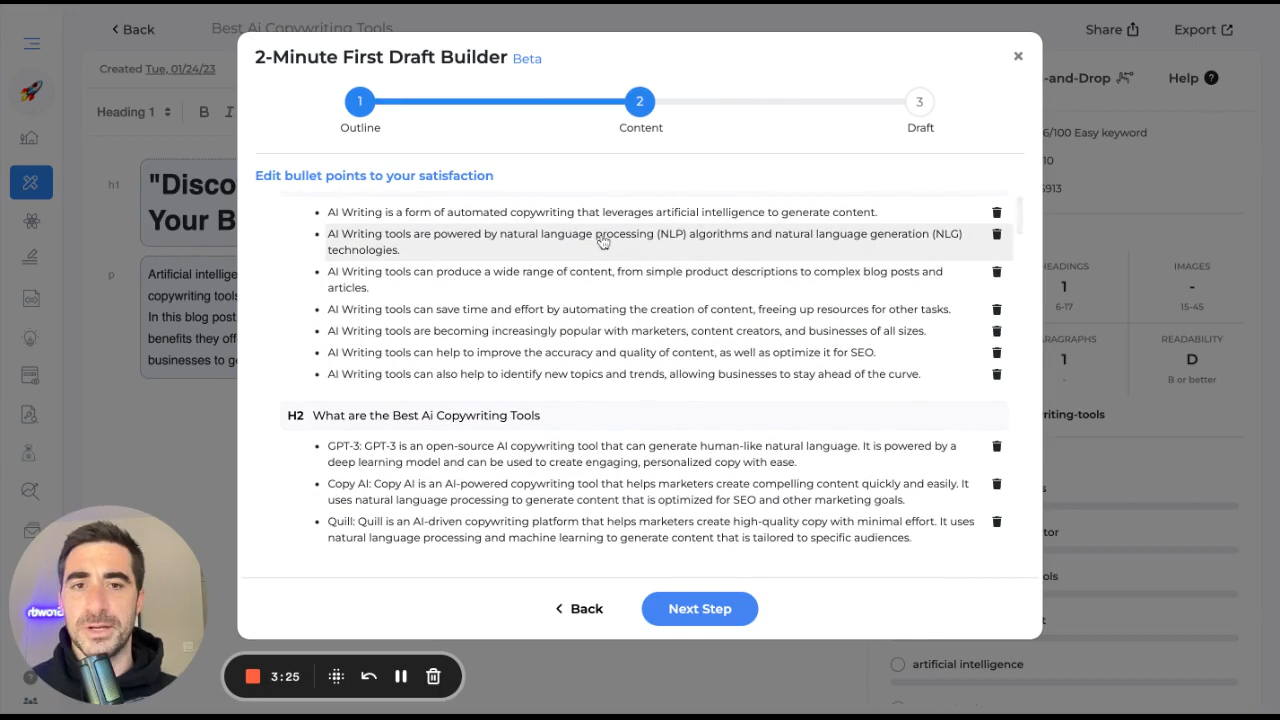 Back
Best Ai Copywriting Tools
Share
Export
Created Tue, 01/24/23
-and-Drop
Help
Heading 1
B
I
6/100 Easy keyword
10
6913
h1
"Disco
Your B
p
Artificial intellige
copywriting tools
In this blog post
benefits they off
businesses to g
2-Minute First Draft Builder Beta
×
1
2
3
Outline
Content
Draft
Edit bullet points to your satisfaction
• AI Writing is a form of automated copywriting that leverages artificial intelligence to generate content.
• AI Writing tools are powered by natural language processing (NLP) algorithms and natural language generation (NLG)
technologies.
• AI Writing tools can produce a wide range of content, from simple product descriptions to complex blog posts and
articles.
• AI Writing tools can save time and effort by automating the creation of content, freeing up resources for other tasks.
• AI Writing tools are becoming increasingly popular with marketers, content creators, and businesses of all sizes.
• AI Writing tools can help to improve the accuracy and quality of content, as well as optimize it for SEO.
• AI Writing tools can also help to identify new topics and trends, allowing businesses to stay ahead of the curve.
H2 What are the Best Ai Copywriting Tools
• GPT-3: GPT-3 is an open-source AI copywriting tool that can generate human-like natural language. It is powered by a
deep learning model and can be used to create engaging, personalized copy with ease.
• Copy AI: Copy AI is an AI-powered copywriting tool that helps marketers create compelling content quickly and easily. It
uses natural language processing to generate content that is optimized for SEO and other marketing goals.
• Quill: Quill is an AI-driven copywriting platform that helps marketers create high-quality copy with minimal effort. It uses
natural language processing and machine learning to generate content that is tailored to specific audiences.
Back
Next Step
HEADINGS
1
6-17
IMAGES
-
15-45
ARAGRAPHS
1
-
READABILITY
D
B or better
riting-tools
s
tor
ols
t
artificial intelligence
3:25